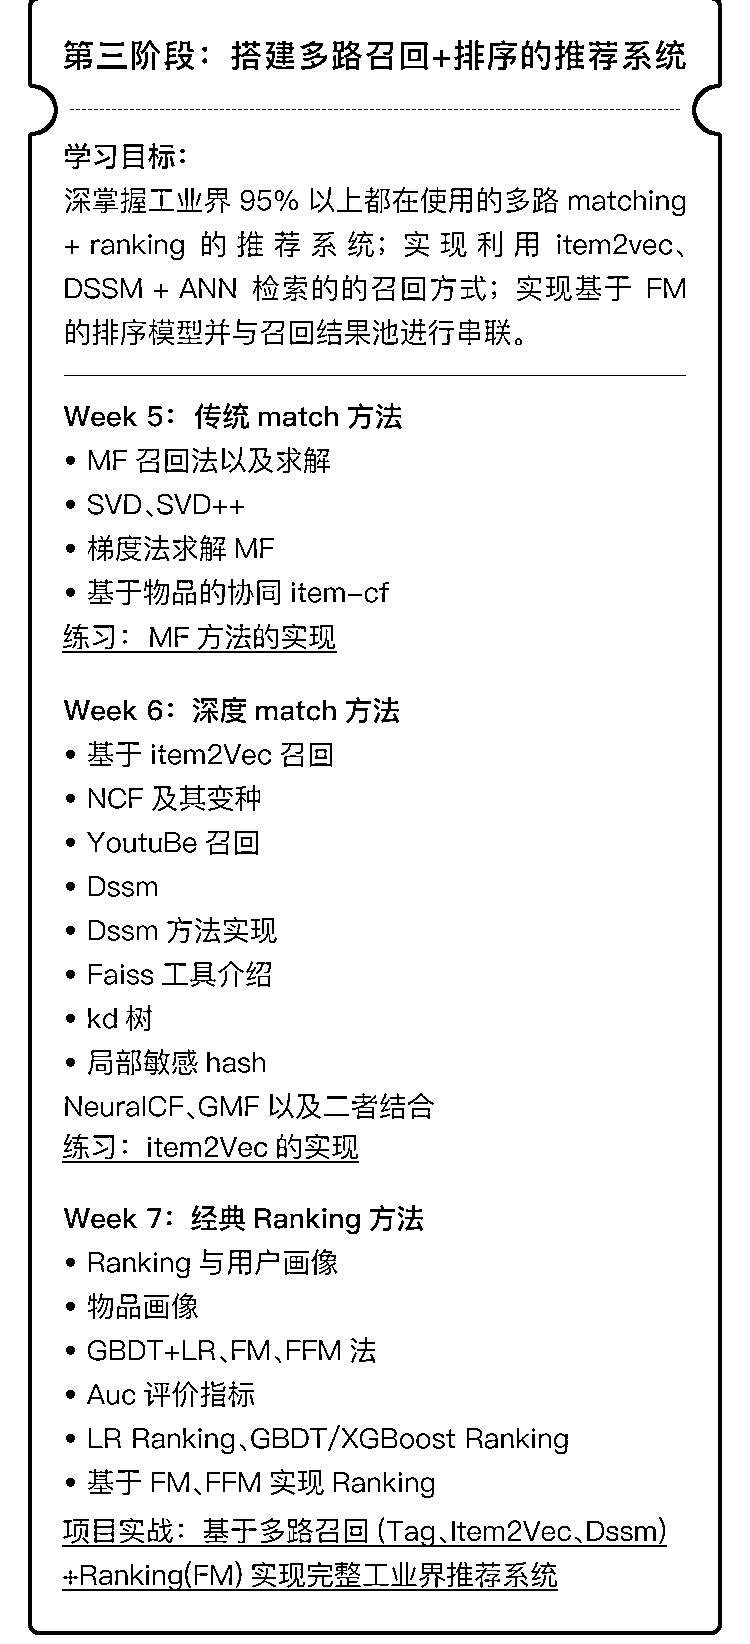 第三阶段：搭建多路召回+排序的推荐系统
学习目标：
深掌握工业界 95% 以上都在使用的多路 matching
+ ranking 的推荐系统；实现利用 item2vec、
DSSM + ANN 检索的的召回方式；实现基于 FM
的排序模型并与召回结果池进行串联。
Week 5：传统 match 方法
• MF 召回法以及求解
• SVD、SVD++
• 梯度法求解 MF
• 基于物品的协同 item-cf
练习： MF 方法的实现
Week 6：深度 match 方法
• 基于 item2Vec 召回
• NCF 及其变种
• YoutuBe 召回
• Dssm
• Dssm 方法实现
• Faiss 工具介绍
• kd 树
• 局部敏感 hash
NeuralCF、GMF 以及二者结合
练习： item2Vec 的实现
Week 7：经典 Ranking 方法
• Ranking 与用户画像
• 物品画像
• GBDT+LR、FM、FFM 法
• Auc 评价指标
• LR Ranking、GBDT/XGBoost Ranking
• 基于 FM、FFM 实现 Ranking
项目实战：基于多路召回 (Tag、Item2Vec、Dssm)
+Ranking(FM) 实现完整工业界推荐系统